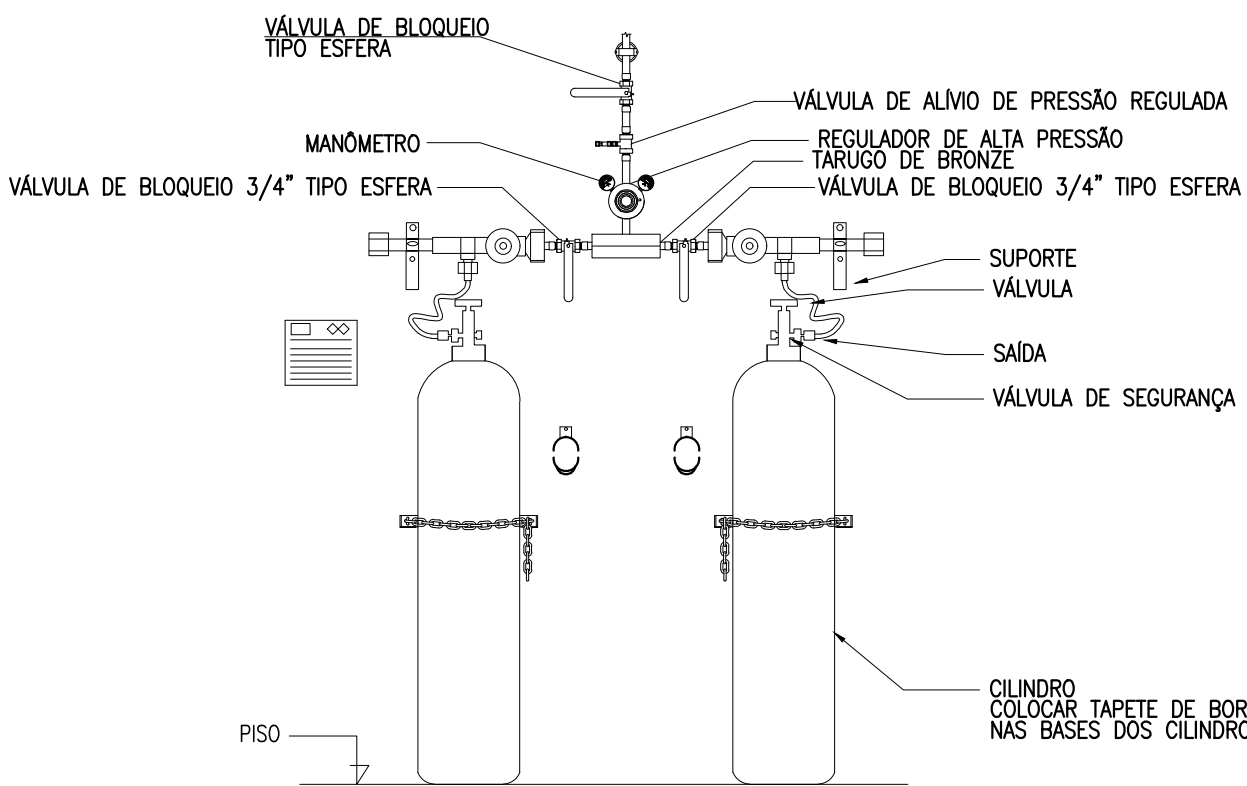 VÁLVULA DE BLOQUEIO
TIPO ESFERA
VÁLVULA DE ALÍVIO DE PRESSÃO REGULADA
MANÔMETRO
REGULADOR DE ALTA PRESSÃO
TARUGO DE BRONZE
VÁLVULA DE BLOQUEIO 3/4" TIPO ESFERA
VÁLVULA DE BLOQUEIO 3/4" TIPO ESFERA
SUPORTE
VÁLVULA
SAÍDA
VÁLVULA DE SEGURANÇA
CILINDRO
COLOCAR TAPETE DE BOR
NAS BASES DOS CILINDRO
PISO